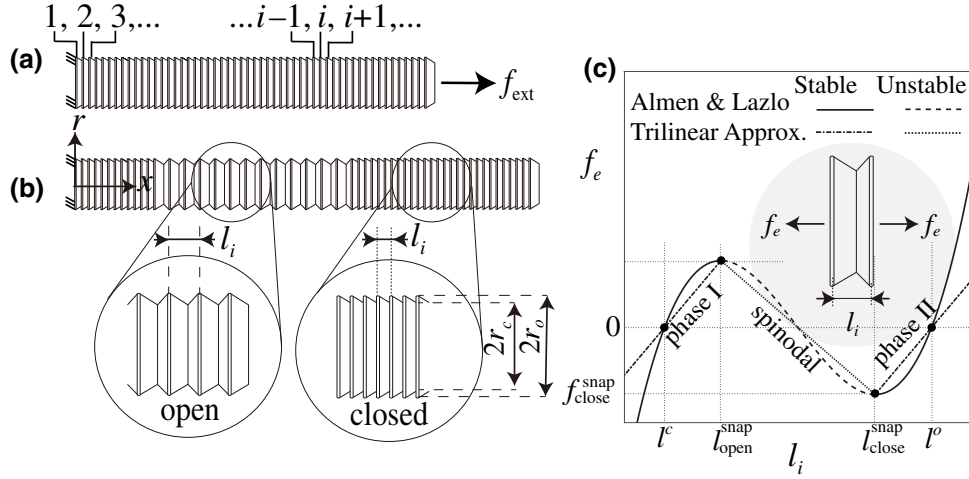 1, 2, 3,... ...i−1, i, i+1,...
(a)
f_ext
r
x
(b)
l_i
l_i
2r_c
2r_o
open
closed
(c)
Stable Unstable
Almen & Lazlo
Trilinear Approx.
f_e
f_e
f_e
l_i
phase I
spinodal
phase II
0
f_close^snap
l^c
l_open^snap
l_i
l_close^snap
l^o